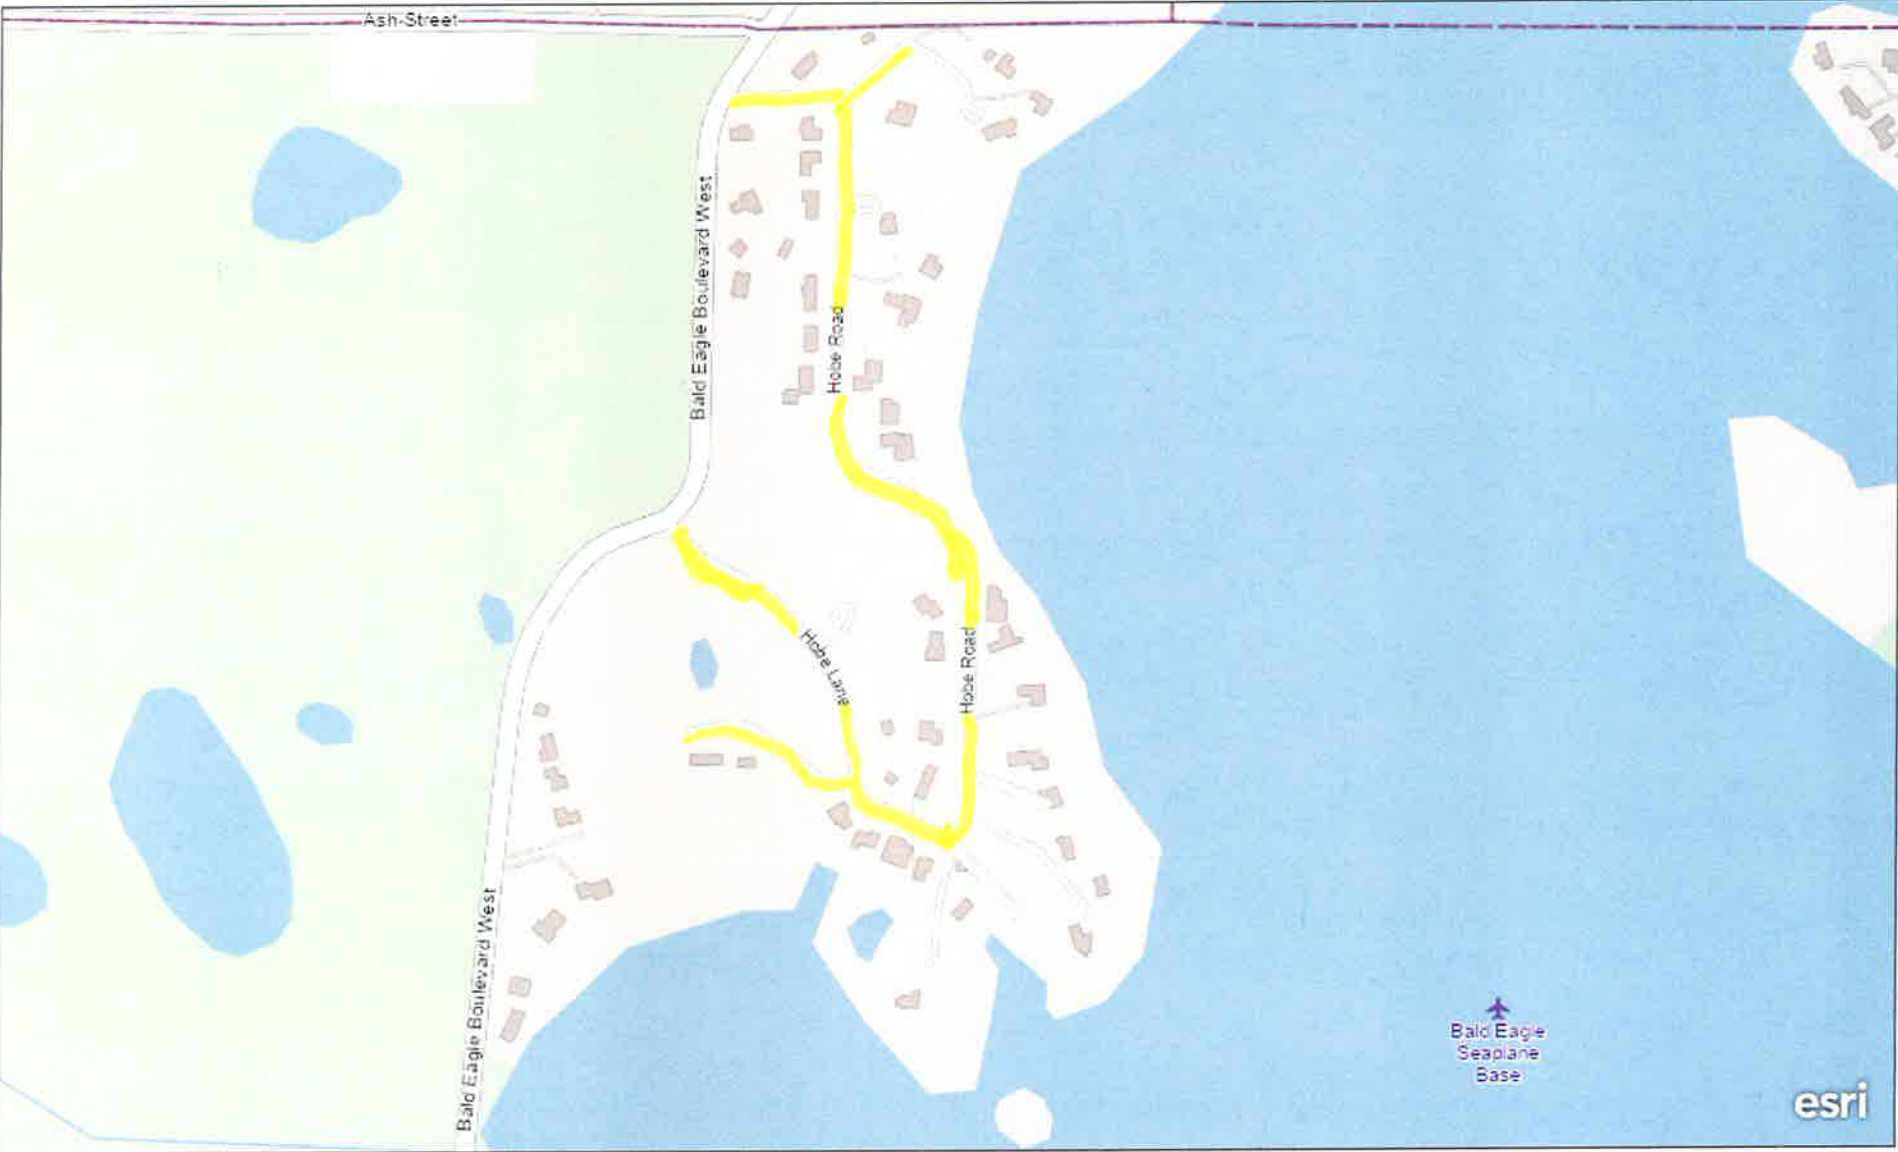 Ash-Street
Bald Eagle Boulevard West
Hobe Road
Hobe Lane
Hobe Road
Bald Eagle Boulevard West
Bald Eagle
Seaplane
Base
esri